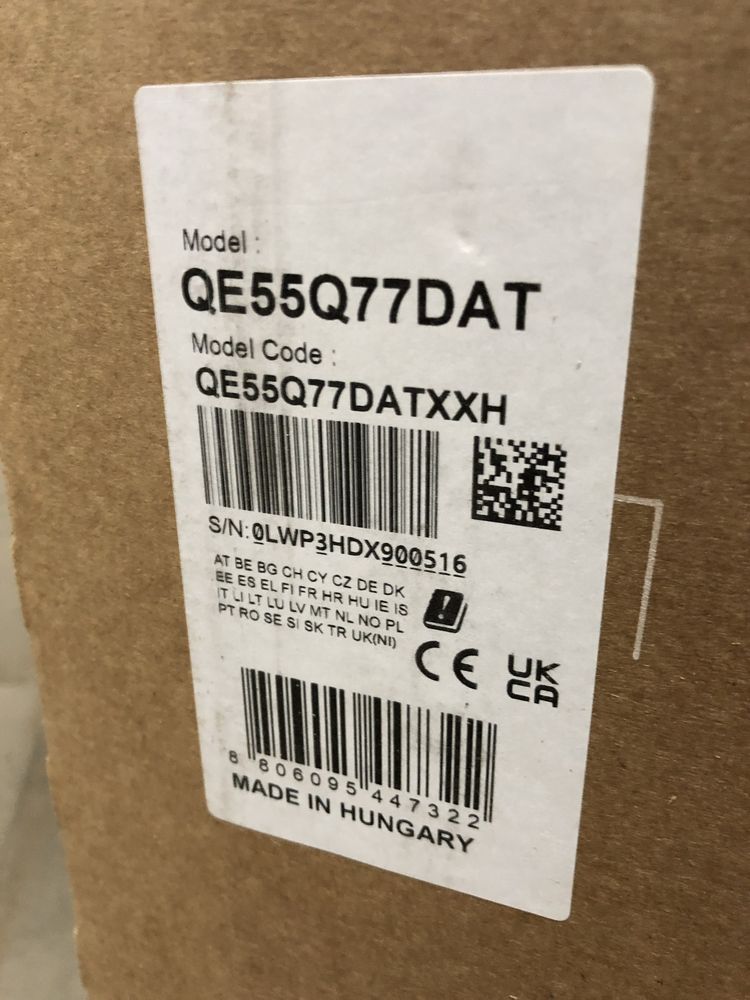 Model :
QE55Q77DAT
Model Code :
QE55Q77DATXXH
S/N: 0LWP3HDX900516
AT BE BG CH CY CZ DE DK
EE ES EL FI FR HR HU IE IS
IT LI LT LU LV MT NL NO PL
PT RO SE SI SK TR UK(NI)
CE
UK
CA
8 806095 447322
MADE IN HUNGARY